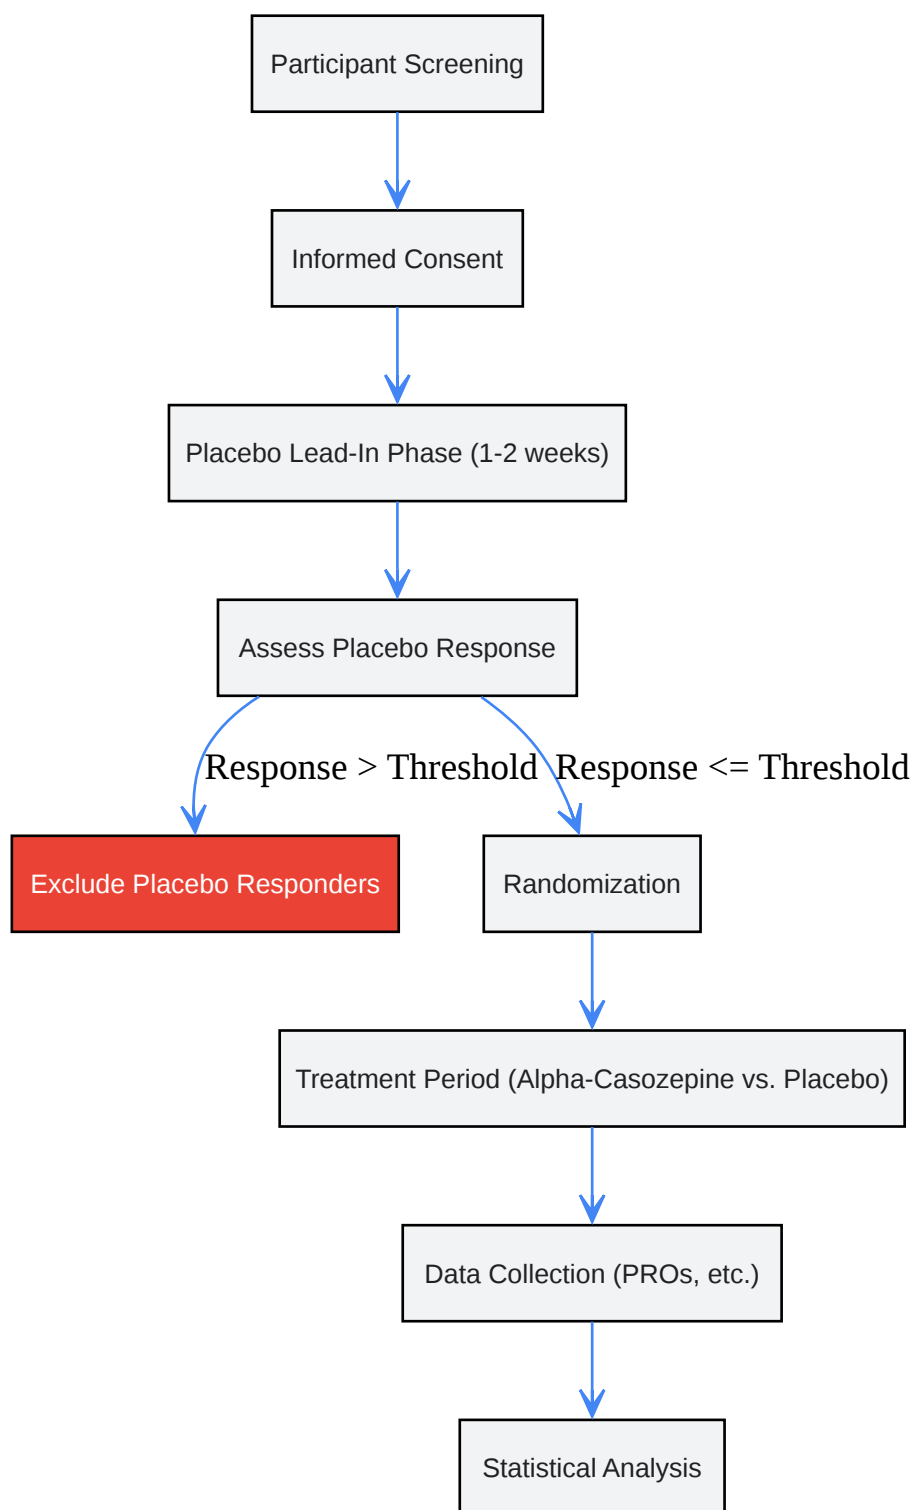 Participant Screening
Informed Consent
Placebo Lead-In Phase (1-2 weeks)
Assess Placebo Response
Response > Threshold
Response <= Threshold
Exclude Placebo Responders
Randomization
Treatment Period (Alpha-Casozepine vs. Placebo)
Data Collection (PROs, etc.)
Statistical Analysis